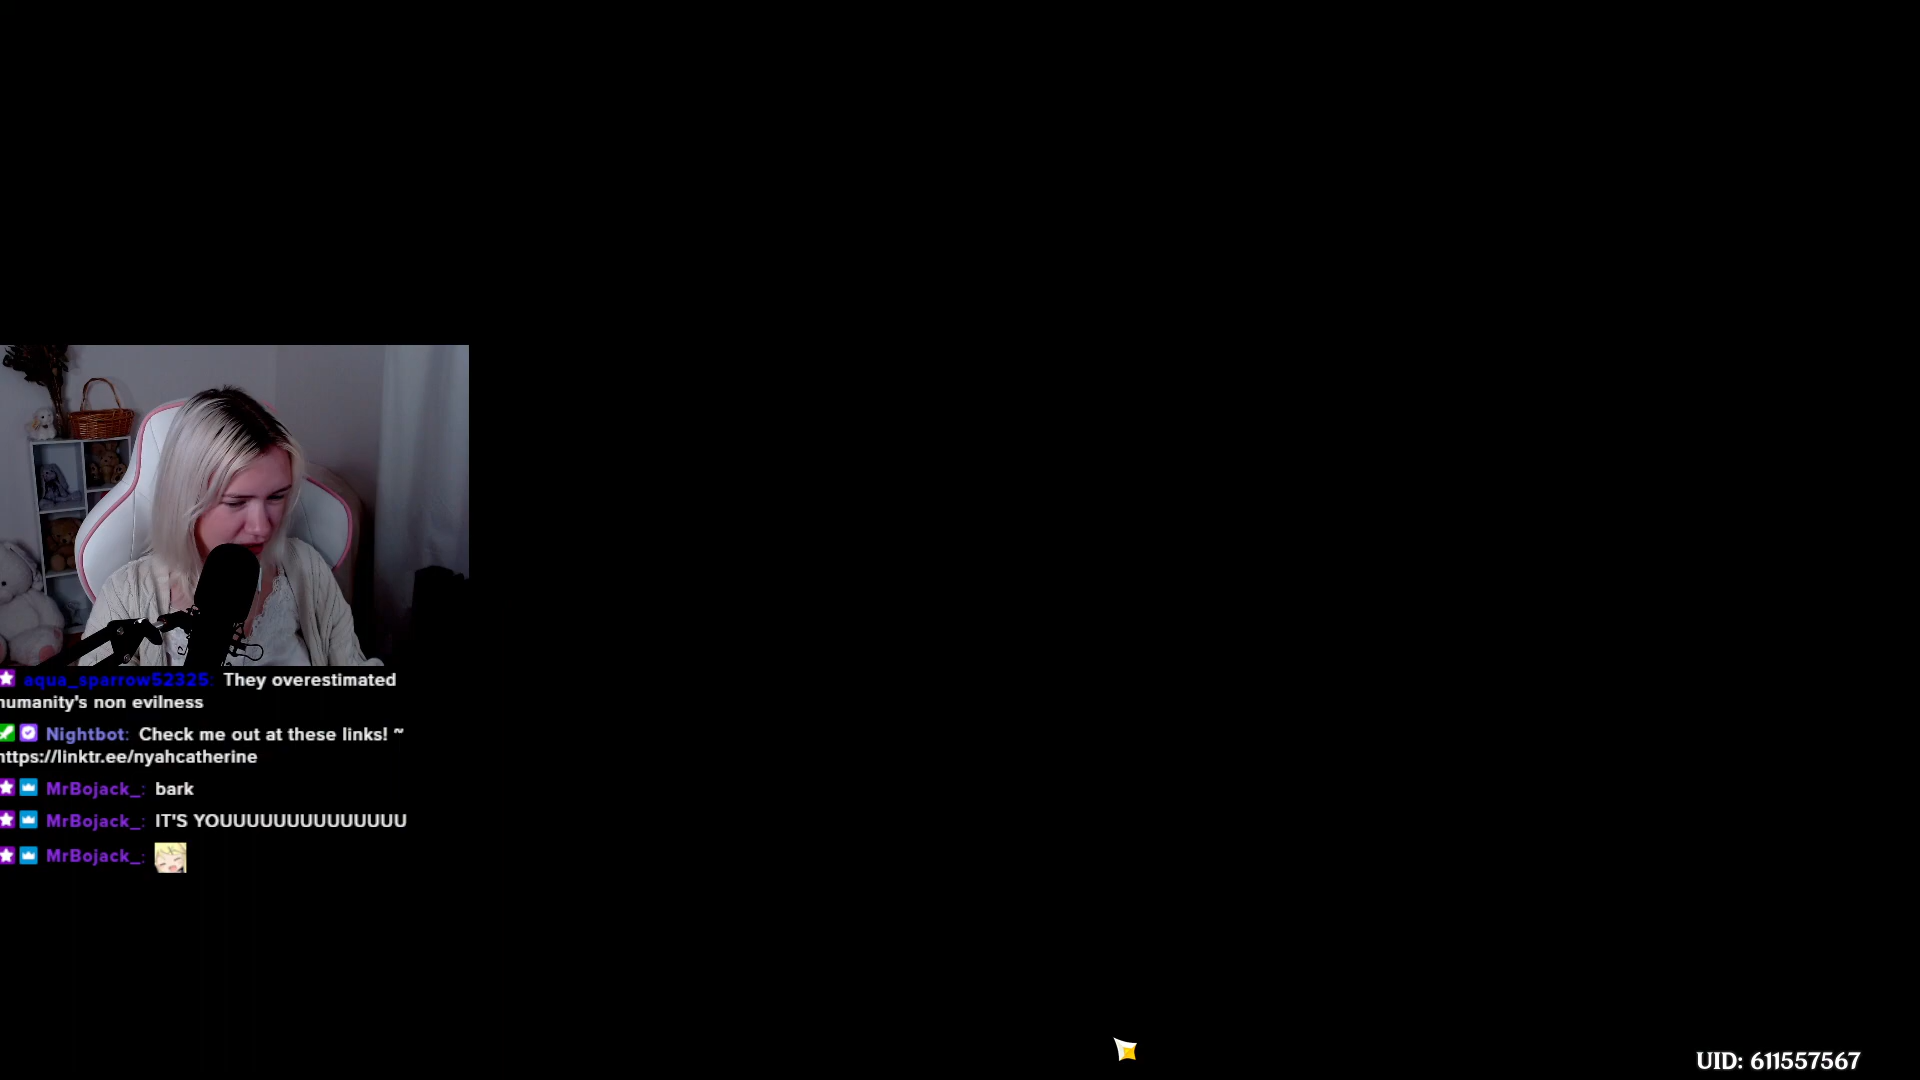 aqua_sparrow52325: They overestimated
humanity's non evilness
Nightbot: Check me out at these links! ~
https://linktr.ee/nyahcatherine
MrBojack_: bark
MrBojack_: IT'S YOUUUUUUUUUUUUUU
MrBojack_:
UID: 611557567